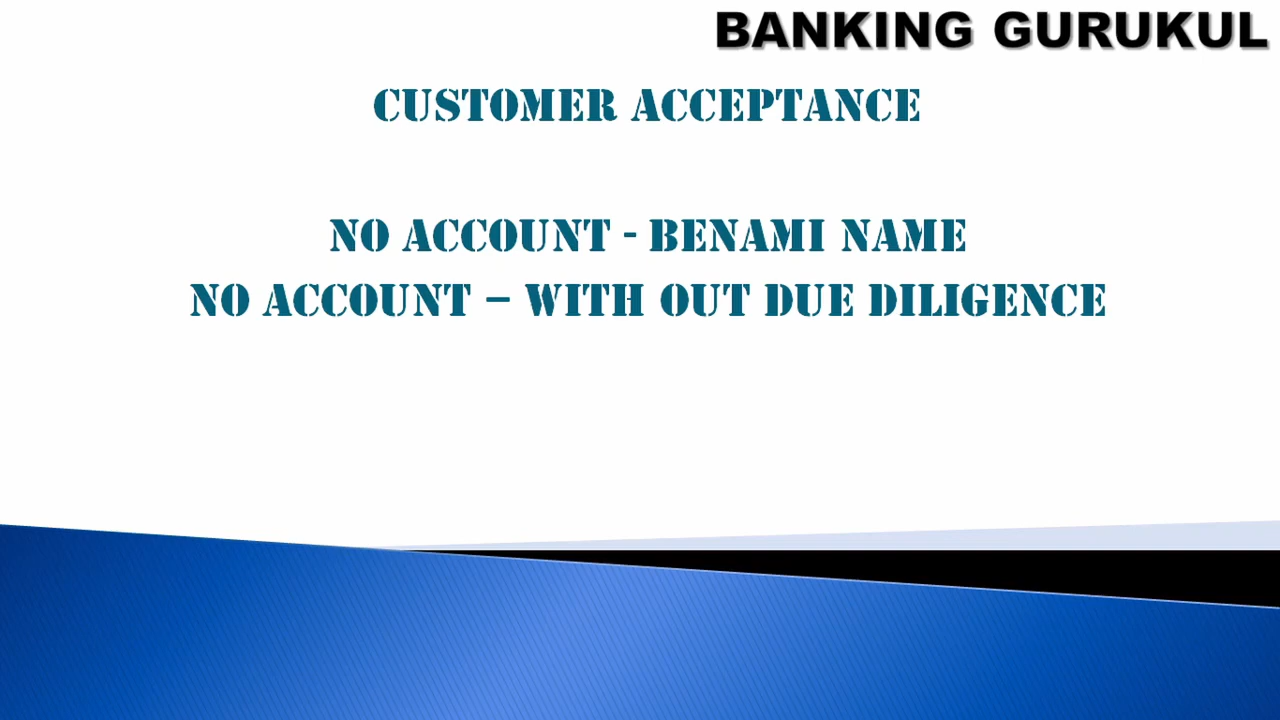 BANKING GURUKUL
CUSTOMER ACCEPTANCE
NO ACCOUNT - BENAMI NAME
NO ACCOUNT – WITH OUT DUE DILIGENCE